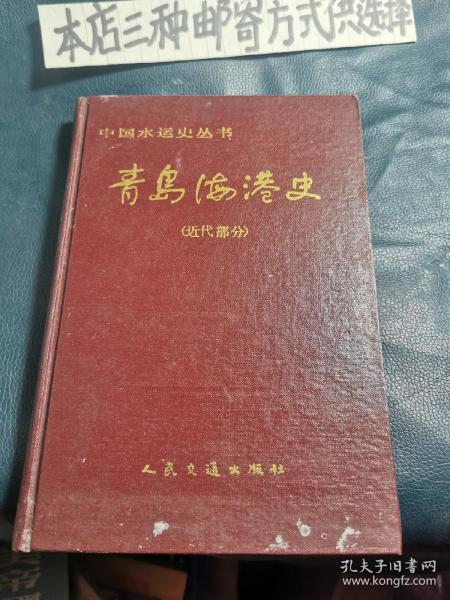 本店三种邮寄方式供选择
中国水运史丛书
青岛海港史
(近代部分)
人民交通出版社
孔夫子旧书网
www.kongfz.com